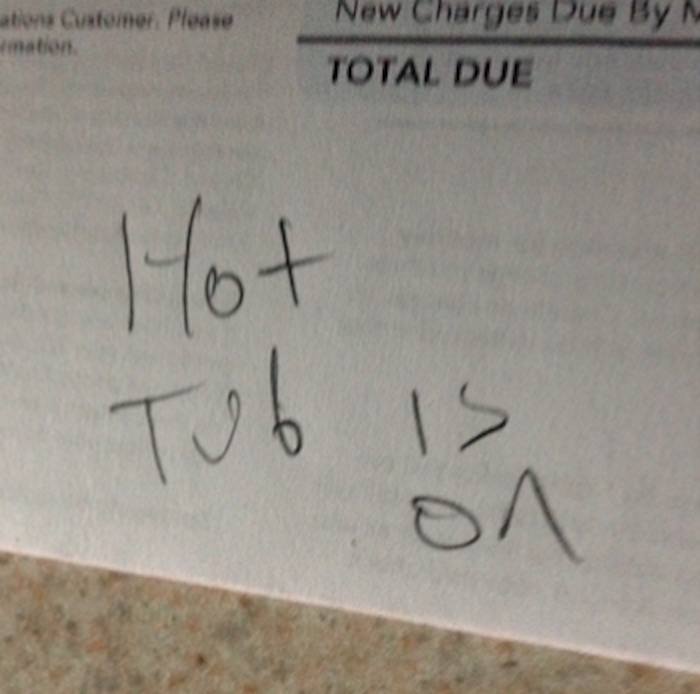 ations Customer. Please
rmation.
New Charges Due By
TOTAL DUE
Hot
Tub is
on